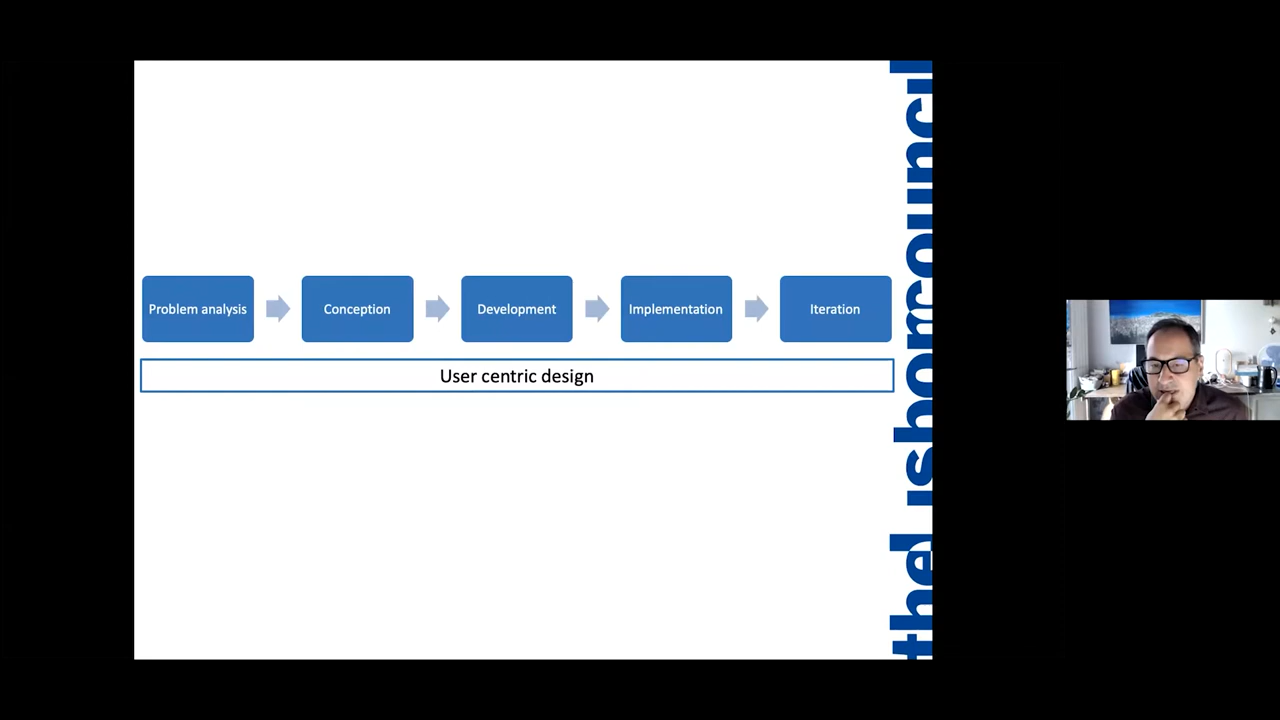 Problem analysis
Conception
Development
Implementation
Iteration
User centric design